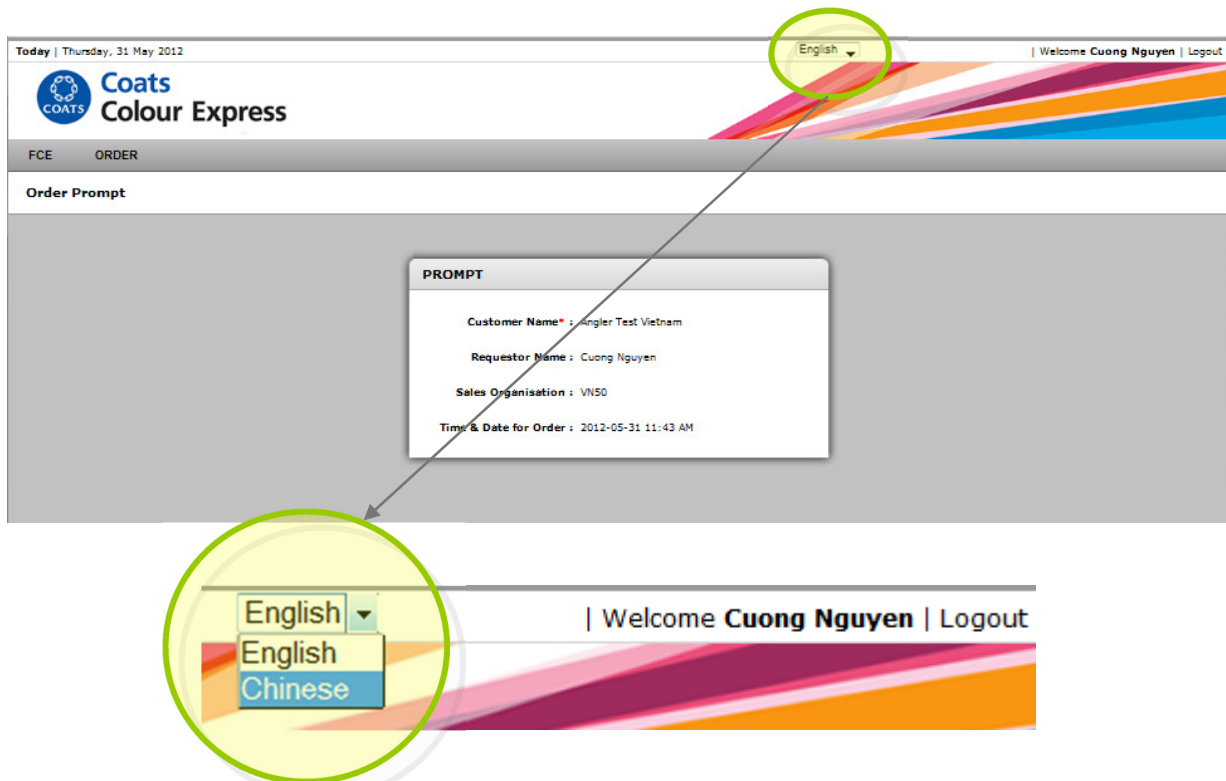 Today | Thursday, 31 May 2012 English | Welcome Cuong Nguyen | Logout
COATS
Coats
Colour Express
FCE ORDER
Order Prompt
PROMPT
Customer Name* : Angler Test Vietnam
Requestor Name : Cuong Nguyen
Sales Organisation : VN50
Time & Date for Order : 2012-05-31 11:43 AM
English | Welcome Cuong Nguyen | Logout
English
Chinese